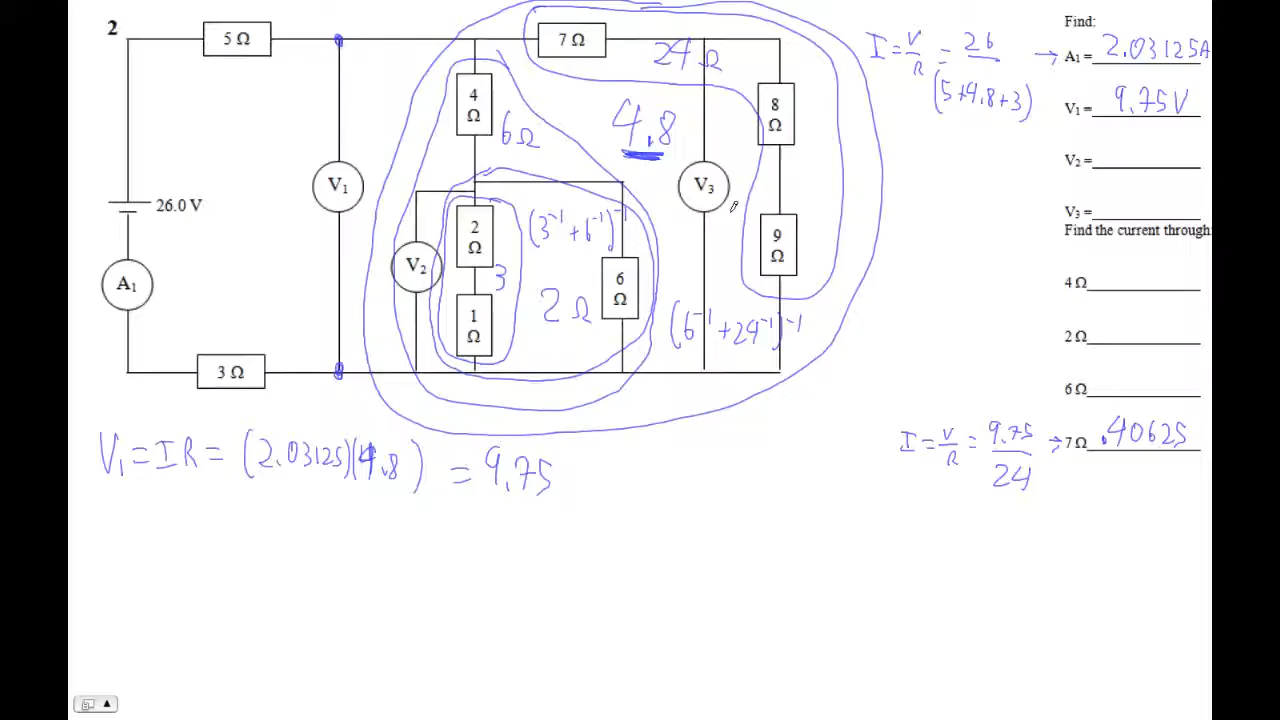 2
5 Ω
7 Ω
24 Ω
4 Ω
6 Ω
4.8
8 Ω
V1
V3
26.0 V
2 Ω
(3⁻¹ + 6⁻¹)⁻¹
9 Ω
V2
3
A1
1 Ω
2 Ω
6 Ω
(6⁻¹ + 24⁻¹)⁻¹
3 Ω
V1 = IR = (2.03125)(4.8) = 9.75
I = V/R = 26/(5+4.8+3) →
Find:
A1 = 2.03125A
V1 = 9.75V
V2 =
V3 =
Find the current through:
4 Ω
2 Ω
6 Ω
I = V/R = 9.75/24 → 7 Ω .40625